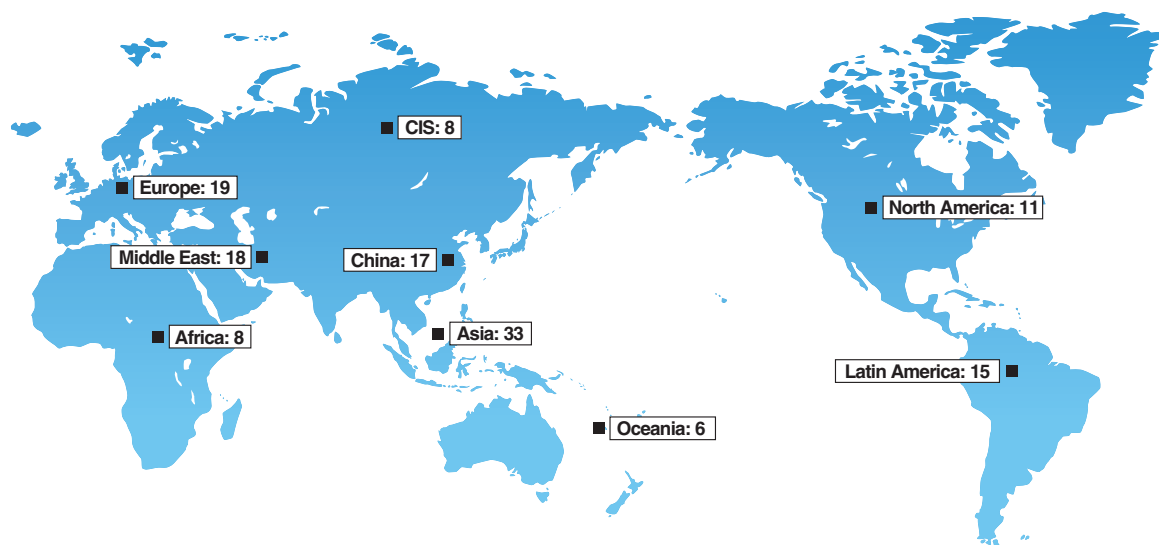 CIS: 8
Europe: 19
North America: 11
Middle East: 18
China: 17
Africa: 8
Asia: 33
Latin America: 15
Oceania: 6